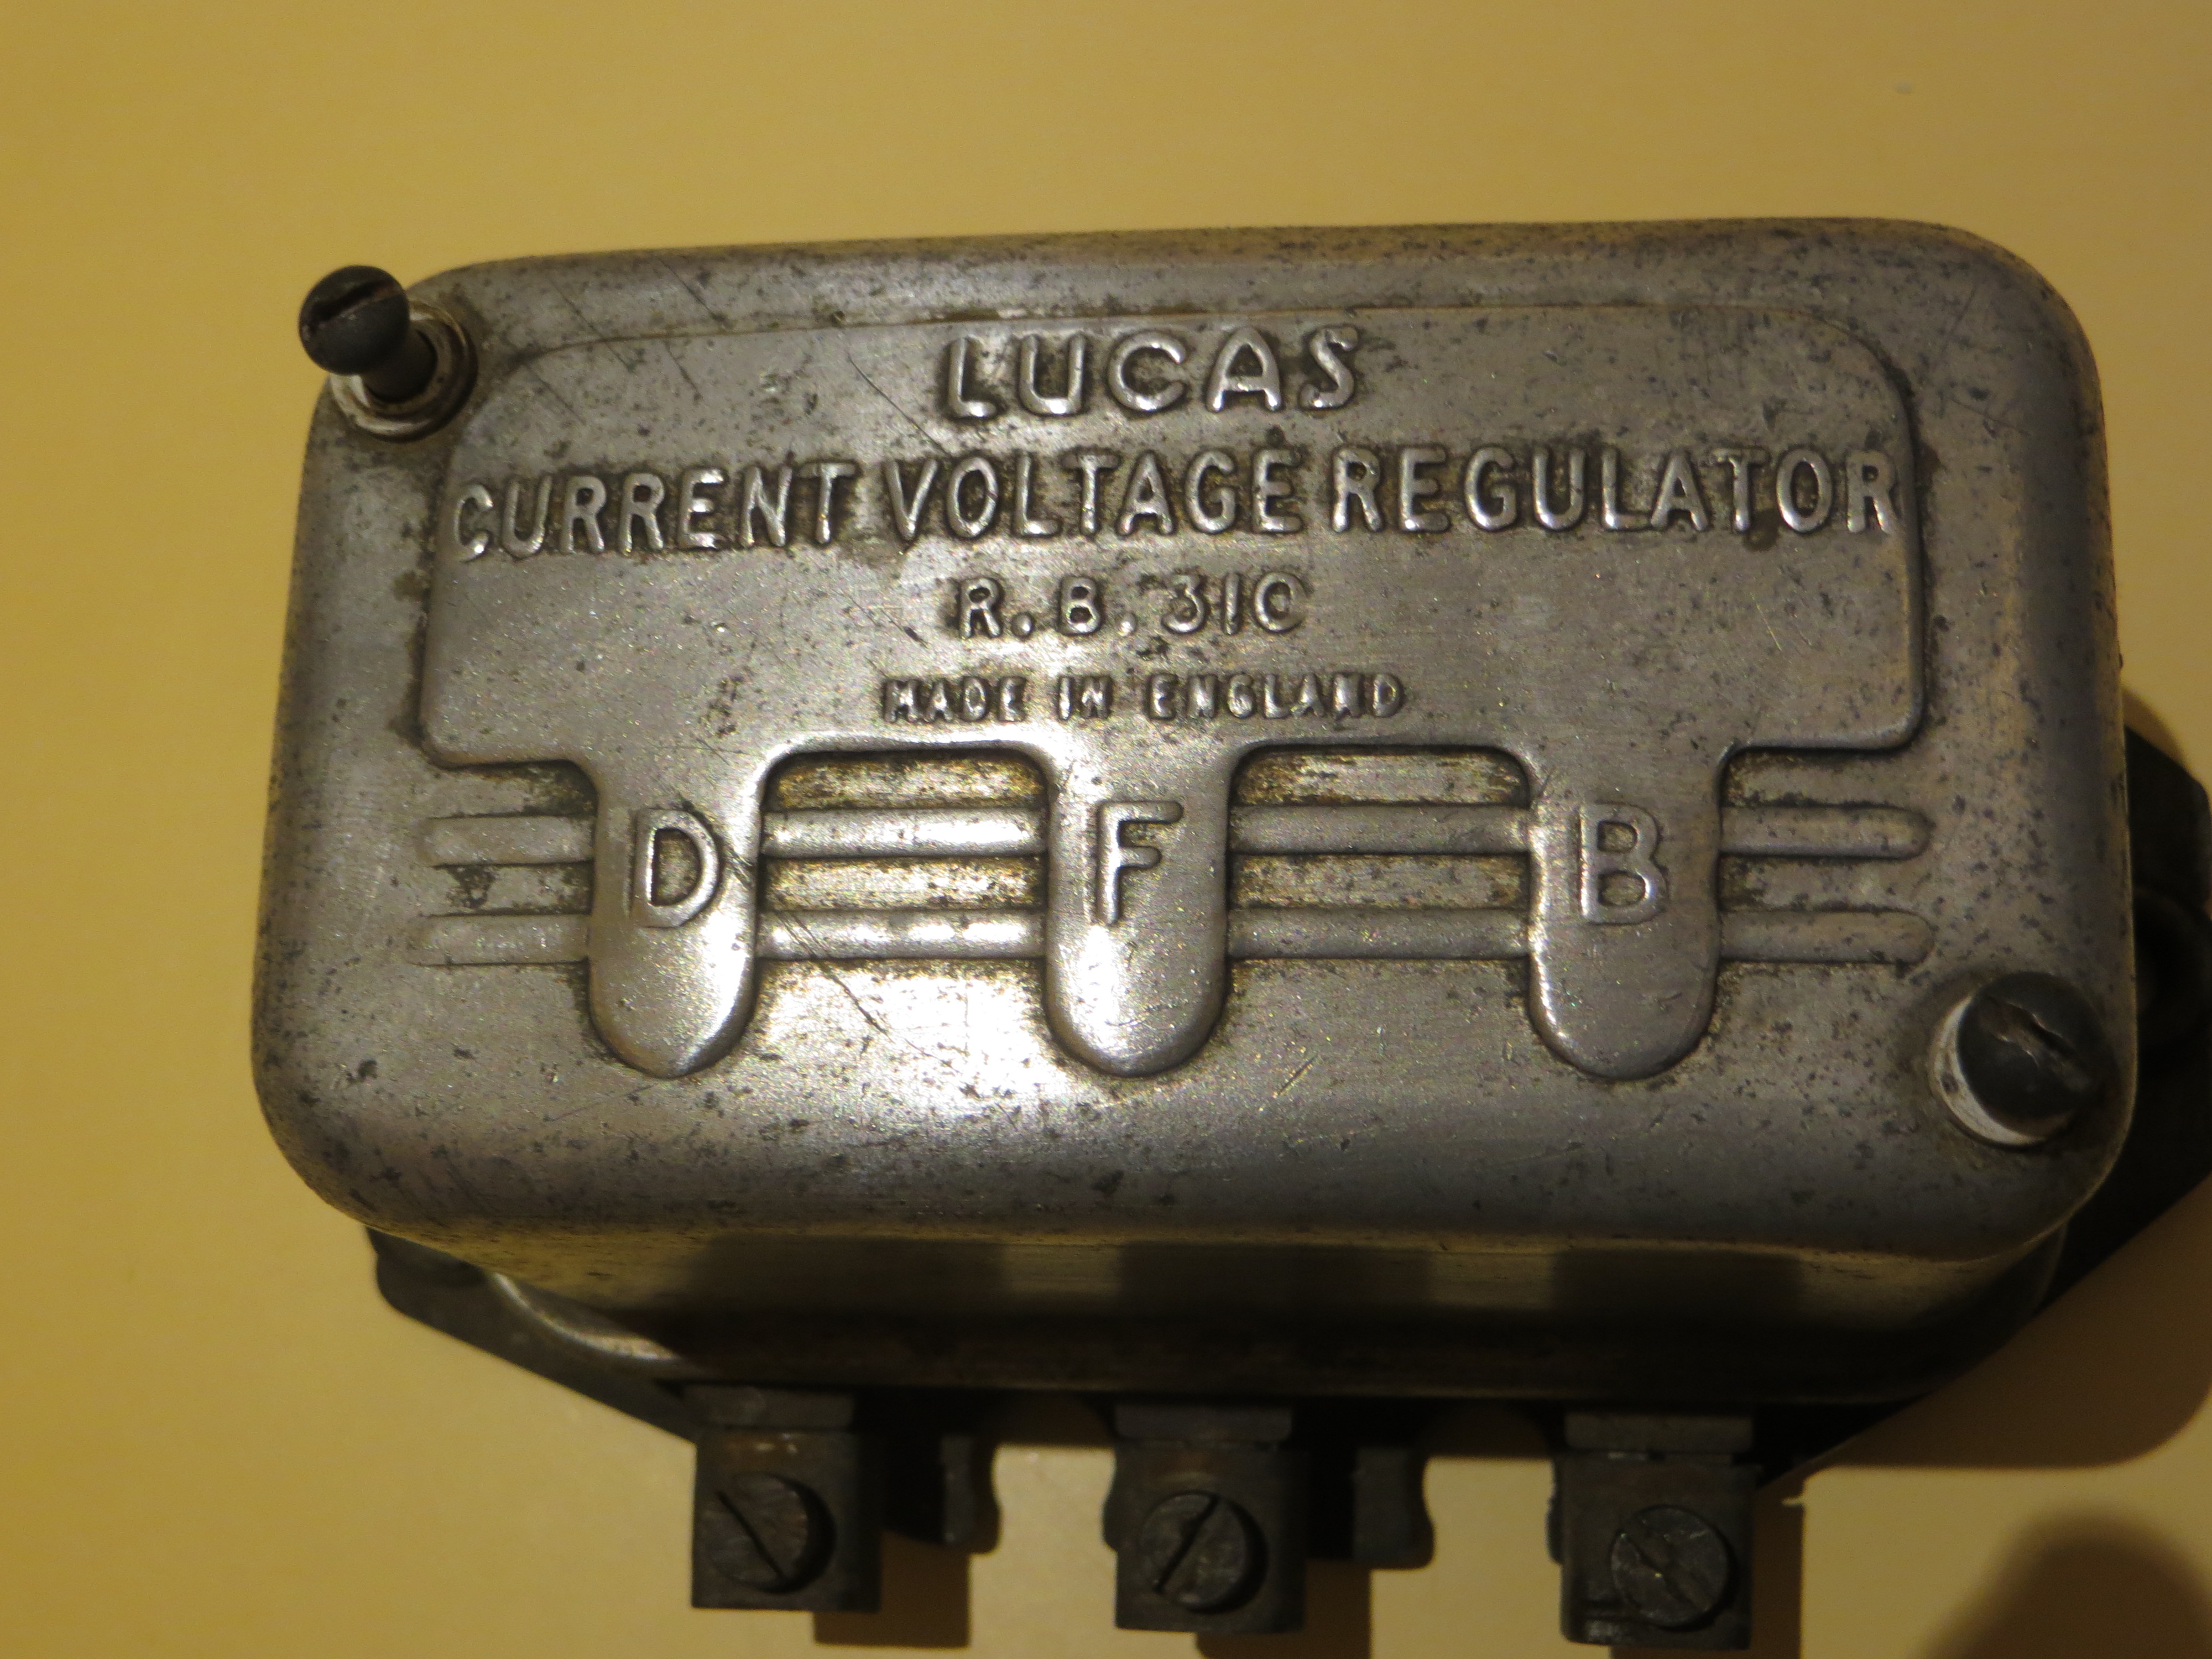 LUCAS
CURRENT VOLTAGE REGULATOR
R.B. 310
MADE IN ENGLAND
D F B